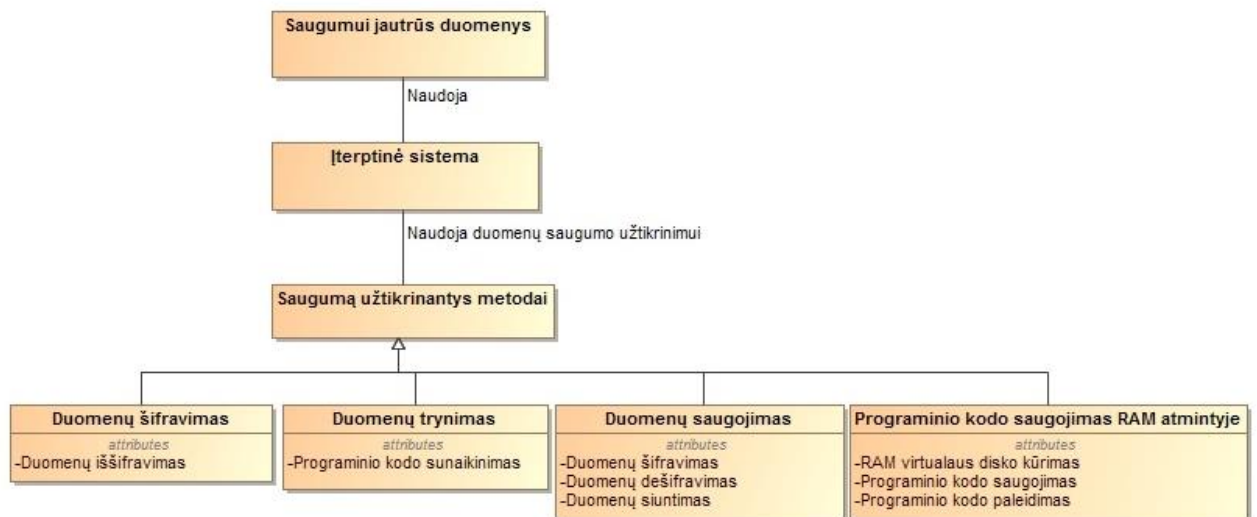 Saugumui jautrūs duomenys
Naudoja
Įterptinė sistema
Naudoja duomenų saugumo užtikrinimui
Saugumą užtikrinantys metodai
Duomenų šifravimas
attributes
-Duomenų iššifravimas
Duomenų trynimas
attributes
-Programinio kodo sunaikinimas
Duomenų saugojimas
attributes
-Duomenų šifravimas
-Duomenų dešifravimas
-Duomenų siuntimas
Programinio kodo saugojimas RAM atmintyje
attributes
-RAM virtualaus disko kūrimas
-Programinio kodo saugojimas
-Programinio kodo paleidimas